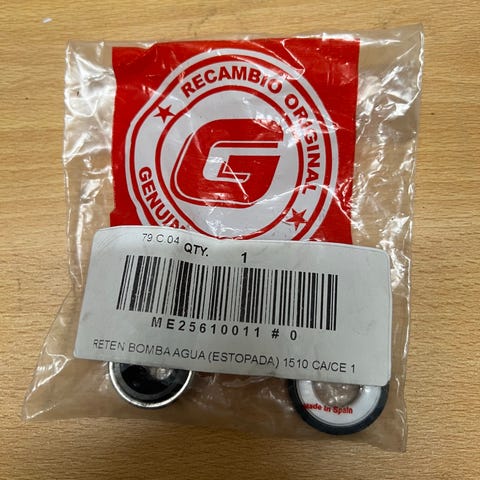 RECAMBIO ORIGINAL
G
79 C 04 QTY. 1
ME25610011 # 0
RETEN BOMBA AGUA (ESTOPADA) 1510 CA/CE 1
Made in Spain